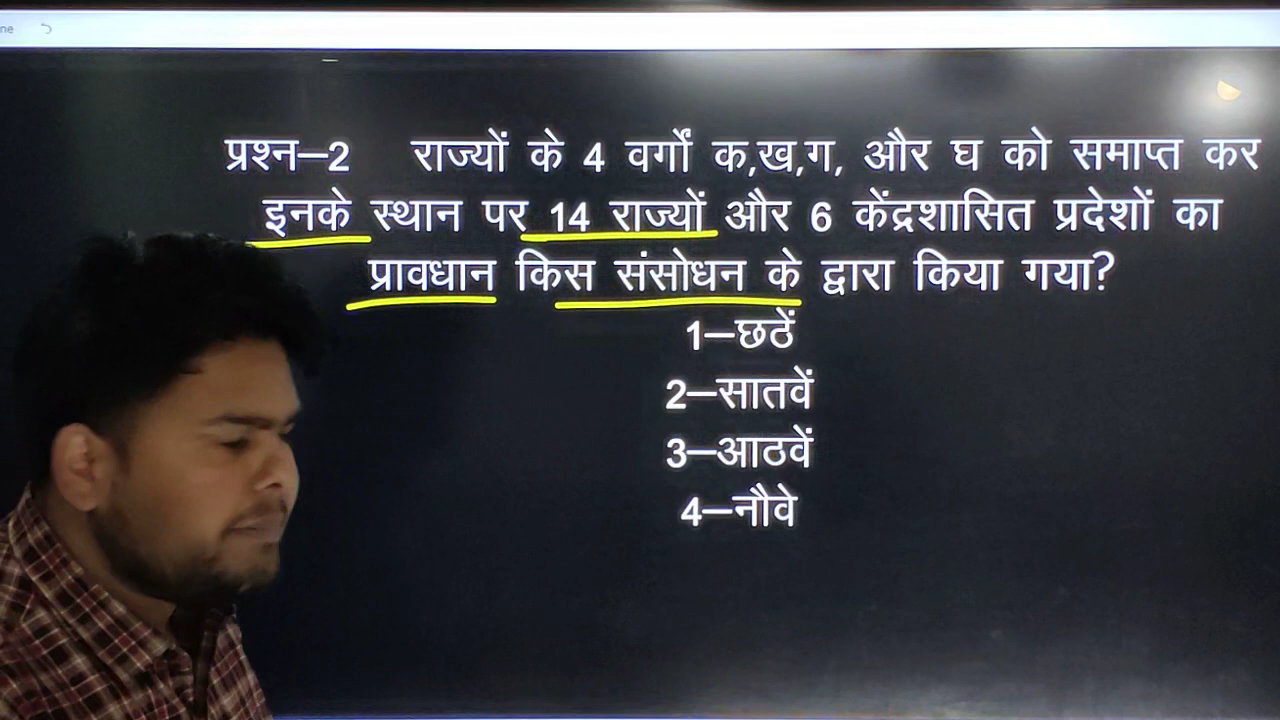 ne
प्रश्न–2 राज्यों के 4 वर्गों क,ख,ग, और घ को समाप्त कर
इनके स्थान पर 14 राज्यों और 6 केंद्रशासित प्रदेशों का
प्रावधान किस संसोधन के द्वारा किया गया?
1–छठें
2–सातवें
3–आठवें
4–नौवे